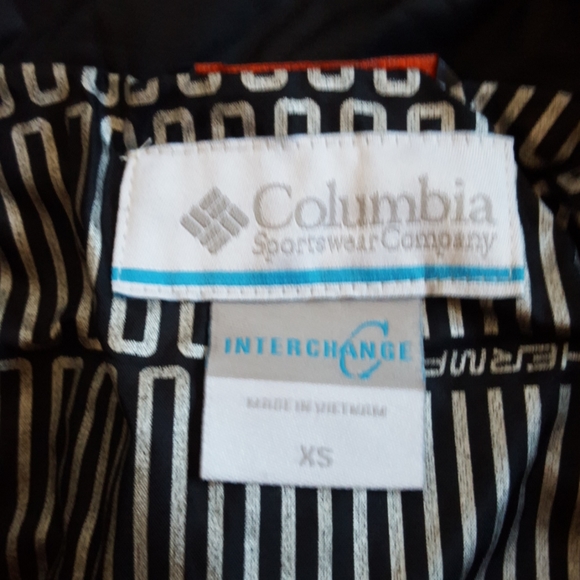 Columbia
Sportswear Company
INTERCHANGE
MADE IN VIETNAM
XS